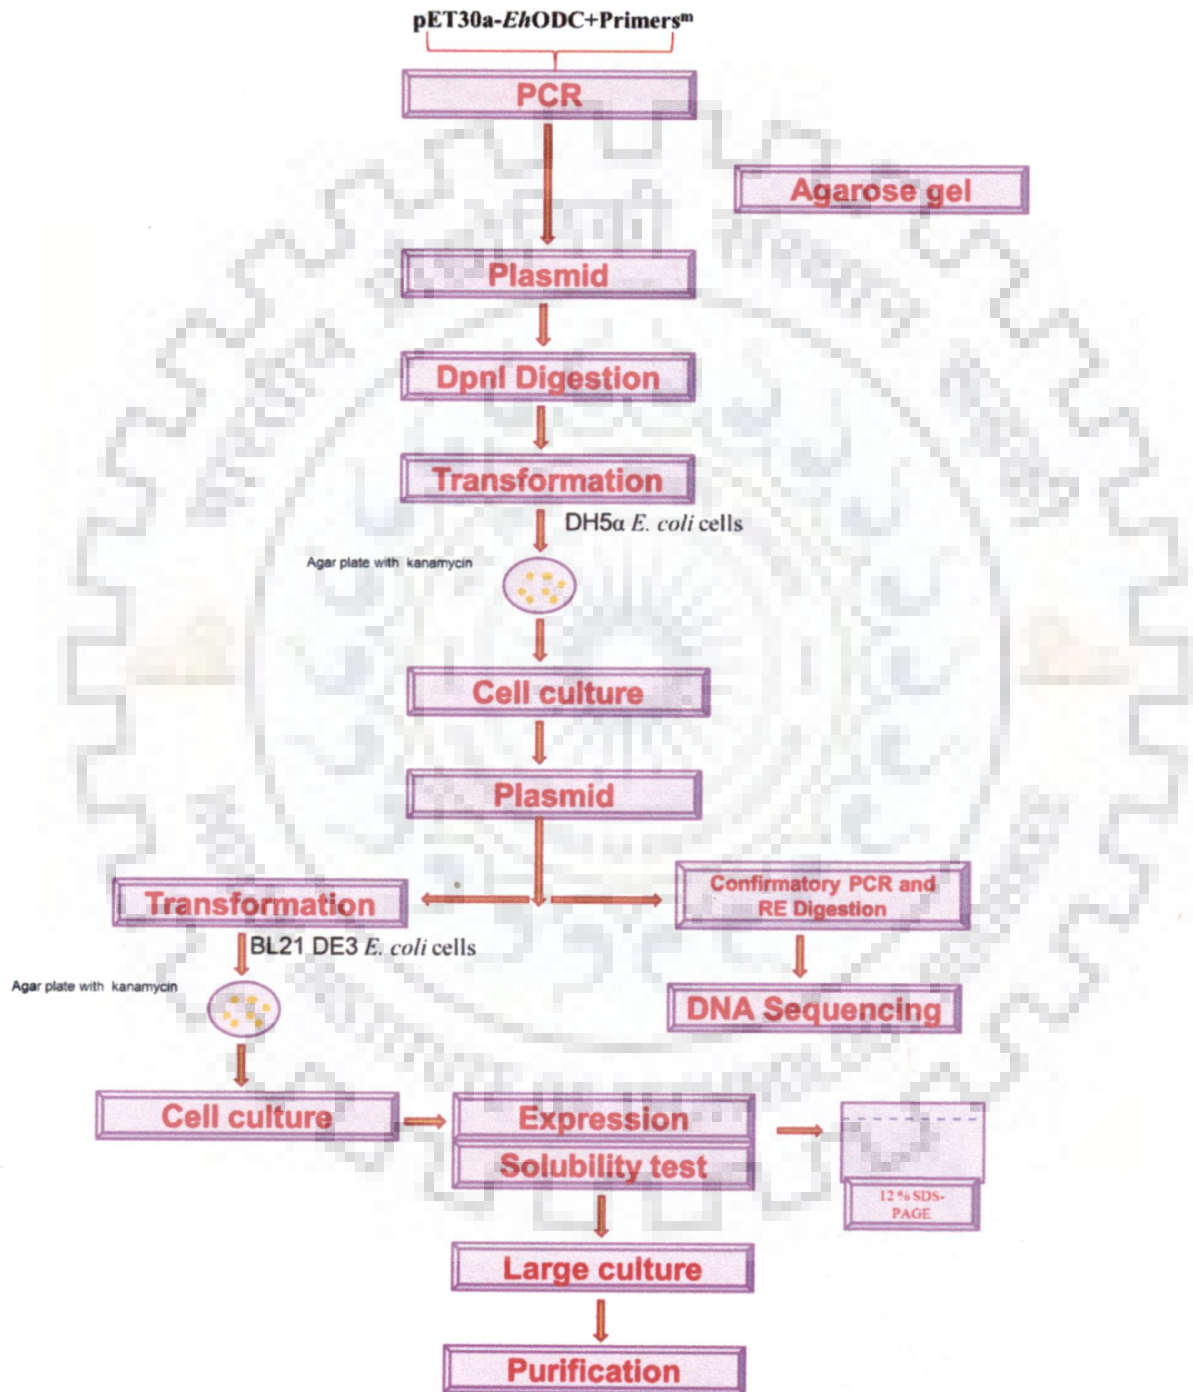 pET30a-EhODC+Primersᵐ
PCR
Agarose gel
Plasmid
DpnI Digestion
Transformation
DH5α E. coli cells
Agar plate with kanamycin
Cell culture
Plasmid
Transformation
Confirmatory PCR and
RE Digestion
BL21 DE3 E. coli cells
Agar plate with kanamycin
DNA Sequencing
Cell culture
Expression
Solubility test
12 % SDS-
PAGE
Large culture
Purification